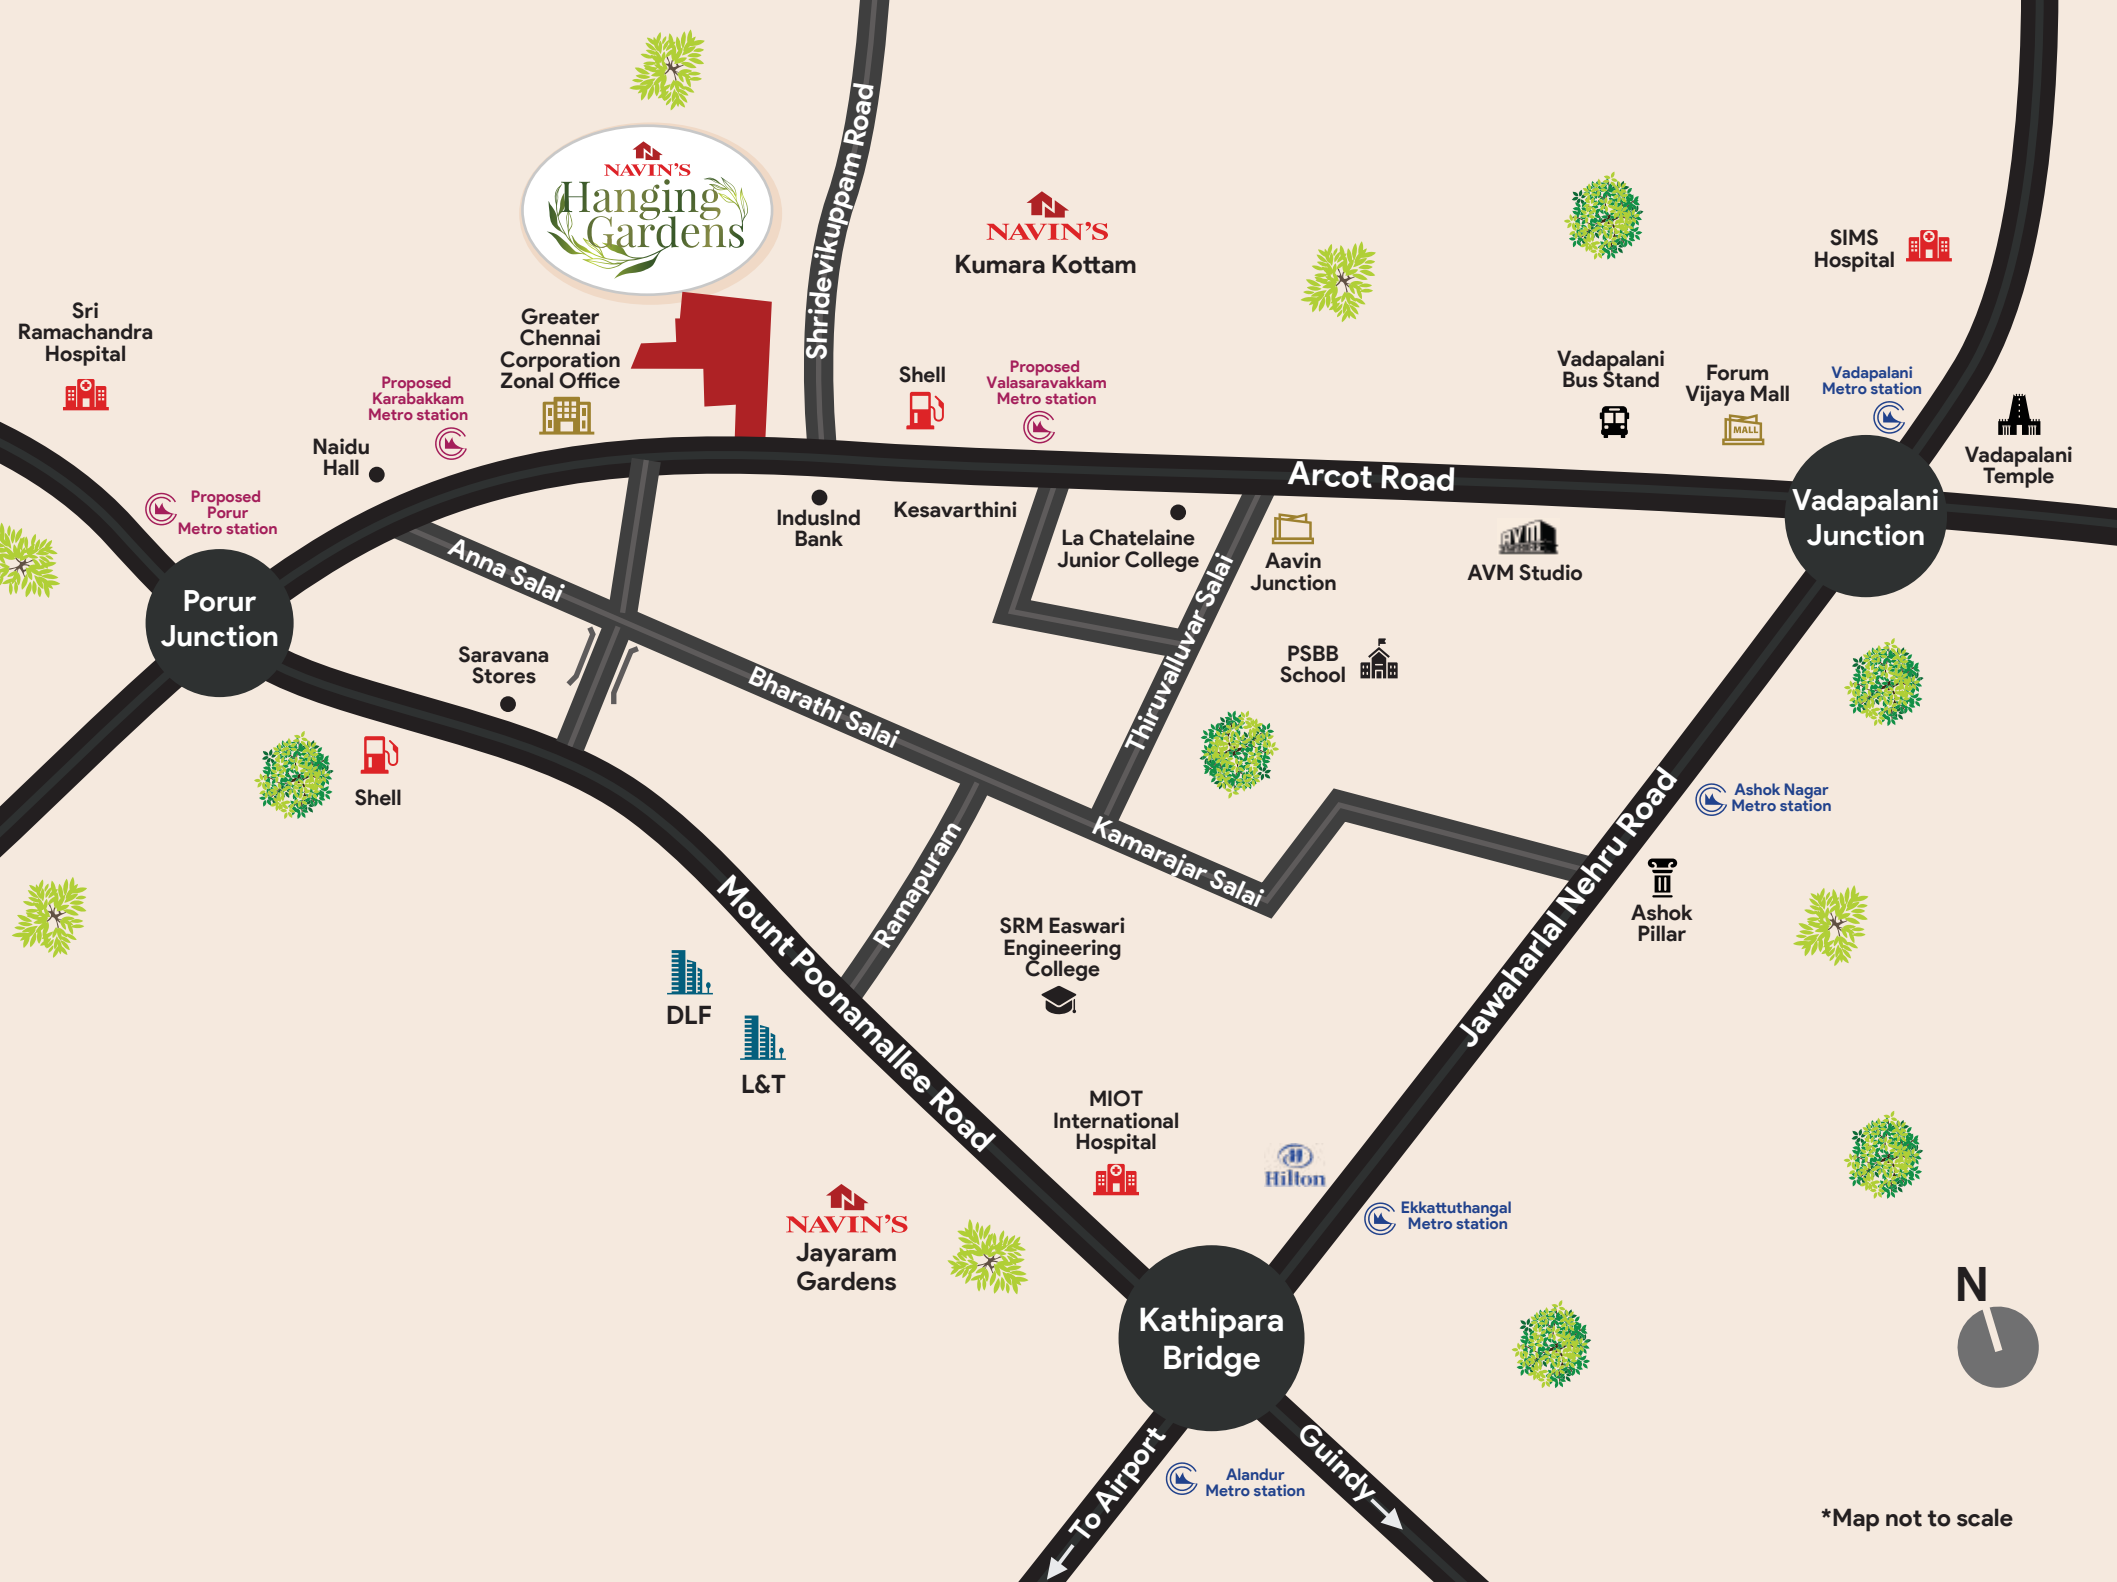 NAVIN'S
Hanging
Gardens
Shridevikuppam Road
NAVIN'S
Kumara Kottam
SIMS
Hospital
Sri
Ramachandra
Hospital
Greater
Chennai
Corporation
Zonal Office
Proposed
Karabakkam
Metro station
Naidu
Hall
Shell
Proposed
Valasaravakkam
Metro station
Vadapalani
Bus Stand
Forum
Vijaya Mall
MALL
Vadapalani
Metro station
Vadapalani
Temple
Proposed
Porur
Metro station
Arcot Road
Vadapalani
Junction
IndusInd
Bank
Kesavarthini
La Chatelaine
Junior College
Aavin
Junction
AVM
AVM Studio
Porur
Junction
Anna Salai
Saravana
Stores
Thiruvalluvar Salai
PSBB
School
Bharathi Salai
Shell
Ashok Nagar
Metro station
Kamarajar Salai
Ramapuram
Jawaharlal Nehru Road
Ashok
Pillar
Mount Poonamallee Road
SRM Easwari
Engineering
College
DLF
L&T
MIOT
International
Hospital
Hilton
NAVIN'S
Jayaram
Gardens
Ekkattuthangal
Metro station
N
Kathipara
Bridge
To Airport
Guindy
Alandur
Metro station
*Map not to scale